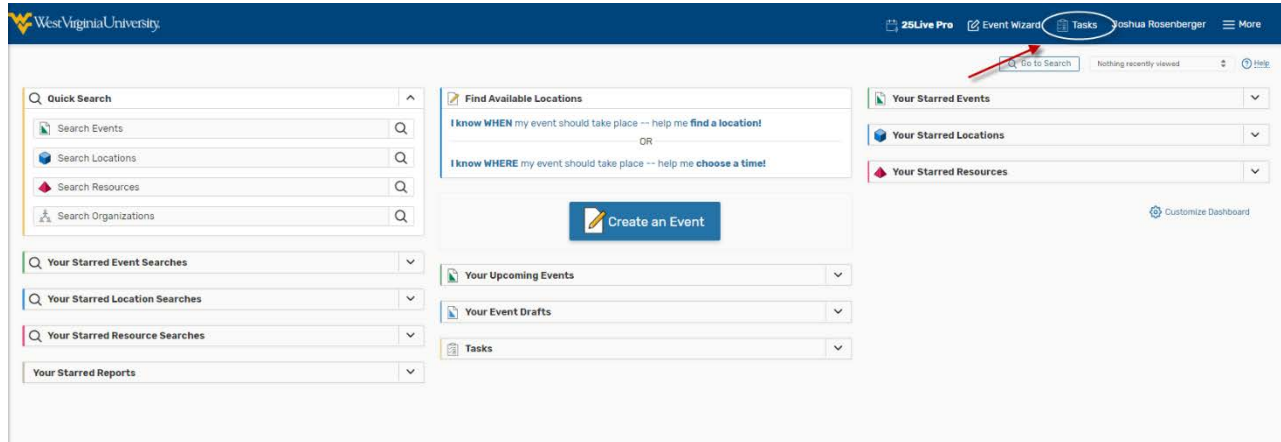 WestVirginiaUniversity.
25Live Pro Event Wizard Tasks Joshua Rosenberger More
Go to Search Nothing recently viewed Help
Quick Search
Search Events
Search Locations
Search Resources
Search Organizations
Your Starred Event Searches
Your Starred Location Searches
Your Starred Resource Searches
Your Starred Reports
Find Available Locations
I know WHEN my event should take place -- help me find a location!
OR
I know WHERE my event should take place -- help me choose a time!
Create an Event
Your Upcoming Events
Your Event Drafts
Tasks
Your Starred Events
Your Starred Locations
Your Starred Resources
Customize Dashboard